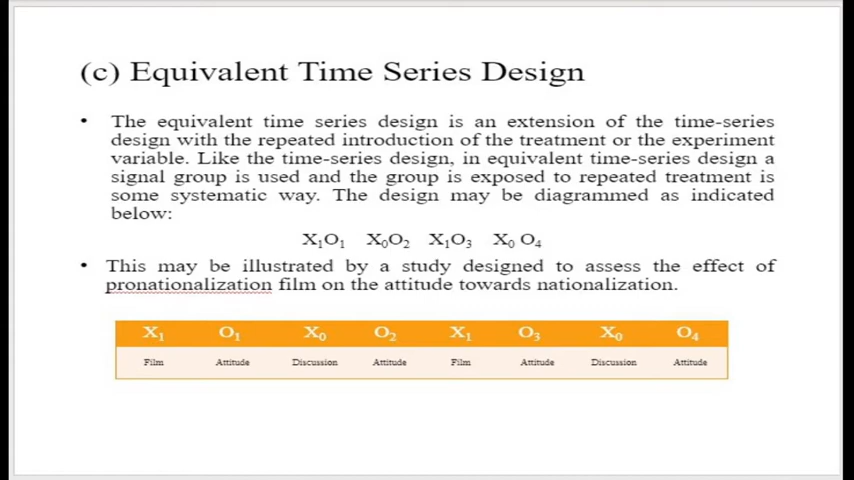 (c) Equivalent Time Series Design
• The equivalent time series design is an extension of the time-series
design with the repeated introduction of the treatment or the experiment
variable. Like the time-series design, in equivalent time-series design a
signal group is used and the group is exposed to repeated treatment is
some systematic way. The design may be diagrammed as indicated
below:
X₁O₁ X₀O₂ X₁O₃ X₀ O₄
• This may be illustrated by a study designed to assess the effect of
pronationalization film on the attitude towards nationalization.
X₁ O₁ X₀ O₂ X₁ O₃ X₀ O₄
Film Attitude Discussion Attitude Film Attitude Discussion Attitude